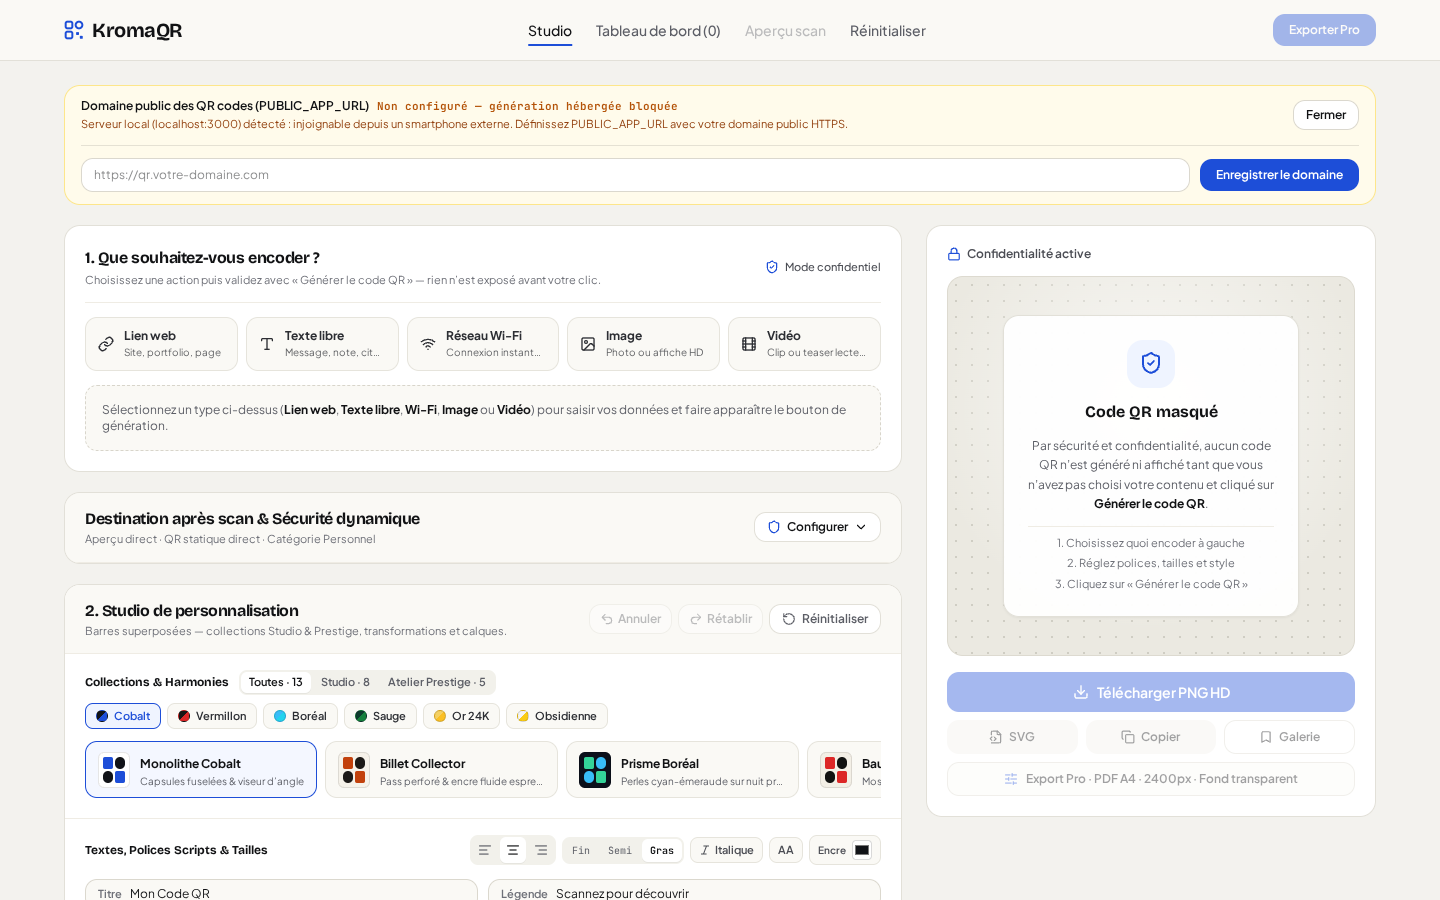 KromaQR
Studio
Tableau de bord (0)
Aperçu scan
Réinitialiser
Exporter Pro
Domaine public des QR codes (PUBLIC_APP_URL) Non configuré — génération hébergée bloquée
Serveur local (localhost:3000) détecté : injoignable depuis un smartphone externe. Définissez PUBLIC_APP_URL avec votre domaine public HTTPS.
Fermer
https://qr.votre-domaine.com
Enregistrer le domaine
1. Que souhaitez-vous encoder ?
Choisissez une action puis validez avec « Générer le code QR » — rien n'est exposé avant votre clic.
Mode confidentiel
Lien web
Site, portfolio, page
Texte libre
Message, note, cit…
Réseau Wi-Fi
Connexion instant…
Image
Photo ou affiche HD
Vidéo
Clip ou teaser lecte…
Sélectionnez un type ci-dessus (Lien web, Texte libre, Wi-Fi, Image ou Vidéo) pour saisir vos données et faire apparaître le bouton de
génération.
Destination après scan & Sécurité dynamique
Aperçu direct · QR statique direct · Catégorie Personnel
Configurer
2. Studio de personnalisation
Barres superposées — collections Studio & Prestige, transformations et calques.
Annuler
Rétablir
Réinitialiser
Collections & Harmonies
Toutes · 13
Studio · 8
Atelier Prestige · 5
Cobalt
Vermillon
Boréal
Sauge
Or 24K
Obsidienne
Monolithe Cobalt
Capsules fuselées & viseur d'angle
Billet Collector
Pass perforé & encre fluide espre…
Prisme Boréal
Perles cyan-émeraude sur nuit pr…
Bau
Mos
Textes, Polices Scripts & Tailles
Fin
Semi
Gras
Italique
AA
Encre
Titre
Mon Code QR
Légende
Scannez pour découvrir
Confidentialité active
Code QR masqué
Par sécurité et confidentialité, aucun code
QR n'est généré ni affiché tant que vous
n'avez pas choisi votre contenu et cliqué sur
Générer le code QR.
1. Choisissez quoi encoder à gauche
2. Réglez polices, tailles et style
3. Cliquez sur « Générer le code QR »
Télécharger PNG HD
SVG
Copier
Galerie
Export Pro · PDF A4 · 2400px · Fond transparent